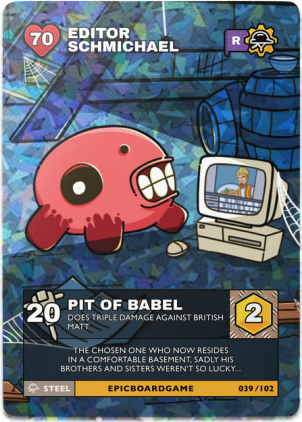 70
EDITOR
SCHMICHAEL
R
20
PIT OF BABEL
DOES TRIPLE DAMAGE AGAINST BRITISH
MATT.
2
THE CHOSEN ONE WHO NOW RESIDES
IN A COMFORTABLE BASEMENT, SADLY HIS
BROTHERS AND SISTERS WEREN'T SO LUCKY...
STEEL
EPICBOARDGAME
039/102